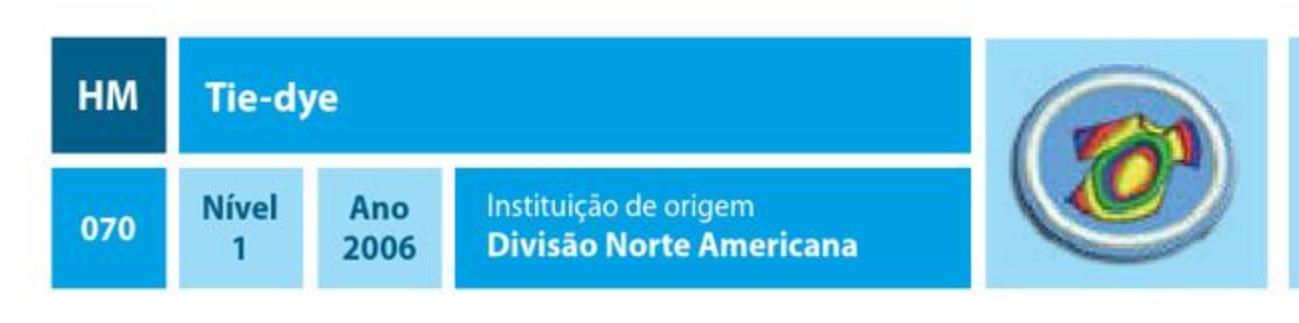 HM
Tie-dye
070
Nível
1
Ano
2006
Instituição de origem
Divisão Norte Americana